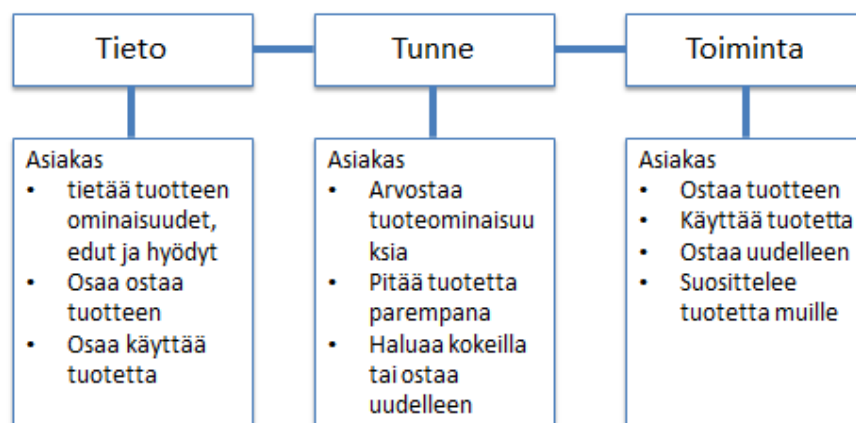 Tieto
Tunne
Toiminta
Asiakas
• tietää tuotteen
ominaisuudet,
edut ja hyödyt
• Osaa ostaa
tuotteen
• Osaa käyttää
tuotetta
Asiakas
• Arvostaa
tuoteominaisuu
ksia
• Pitää tuotetta
parempana
• Haluaa kokeilla
tai ostaa
uudelleen
Asiakas
• Ostaa tuotteen
• Käyttää tuotetta
• Ostaa uudelleen
• Suosittelee
tuotetta muille